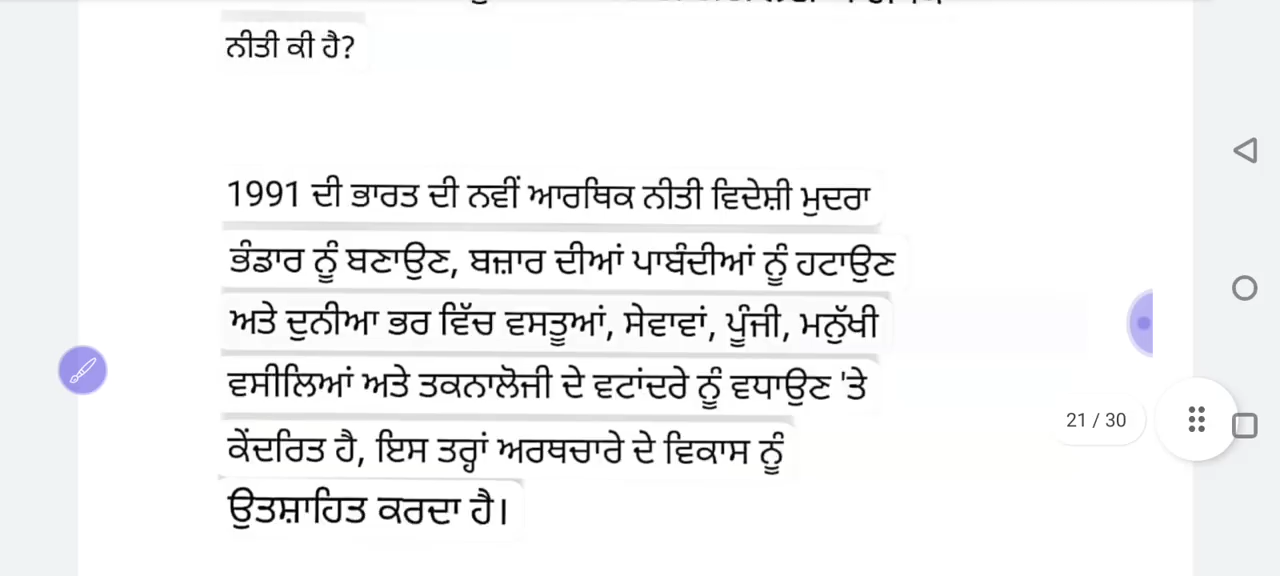 ਨੀਤੀ ਕੀ ਹੈ?
1991 ਦੀ ਭਾਰਤ ਦੀ ਨਵੀਂ ਆਰਥਿਕ ਨੀਤੀ ਵਿਦੇਸ਼ੀ ਮੁਦਰਾ
ਭੰਡਾਰ ਨੂੰ ਬਣਾਉਣ, ਬਜ਼ਾਰ ਦੀਆਂ ਪਾਬੰਦੀਆਂ ਨੂੰ ਹਟਾਉਣ
ਅਤੇ ਦੁਨੀਆ ਭਰ ਵਿੱਚ ਵਸਤੂਆਂ, ਸੇਵਾਵਾਂ, ਪੂੰਜੀ, ਮਨੁੱਖੀ
ਵਸੀਲਿਆਂ ਅਤੇ ਤਕਨਾਲੋਜੀ ਦੇ ਵਟਾਂਦਰੇ ਨੂੰ ਵਧਾਉਣ 'ਤੇ
21 / 30
ਕੇਂਦਰਿਤ ਹੈ, ਇਸ ਤਰ੍ਹਾਂ ਅਰਥਚਾਰੇ ਦੇ ਵਿਕਾਸ ਨੂੰ
ਉਤਸ਼ਾਹਿਤ ਕਰਦਾ ਹੈ।